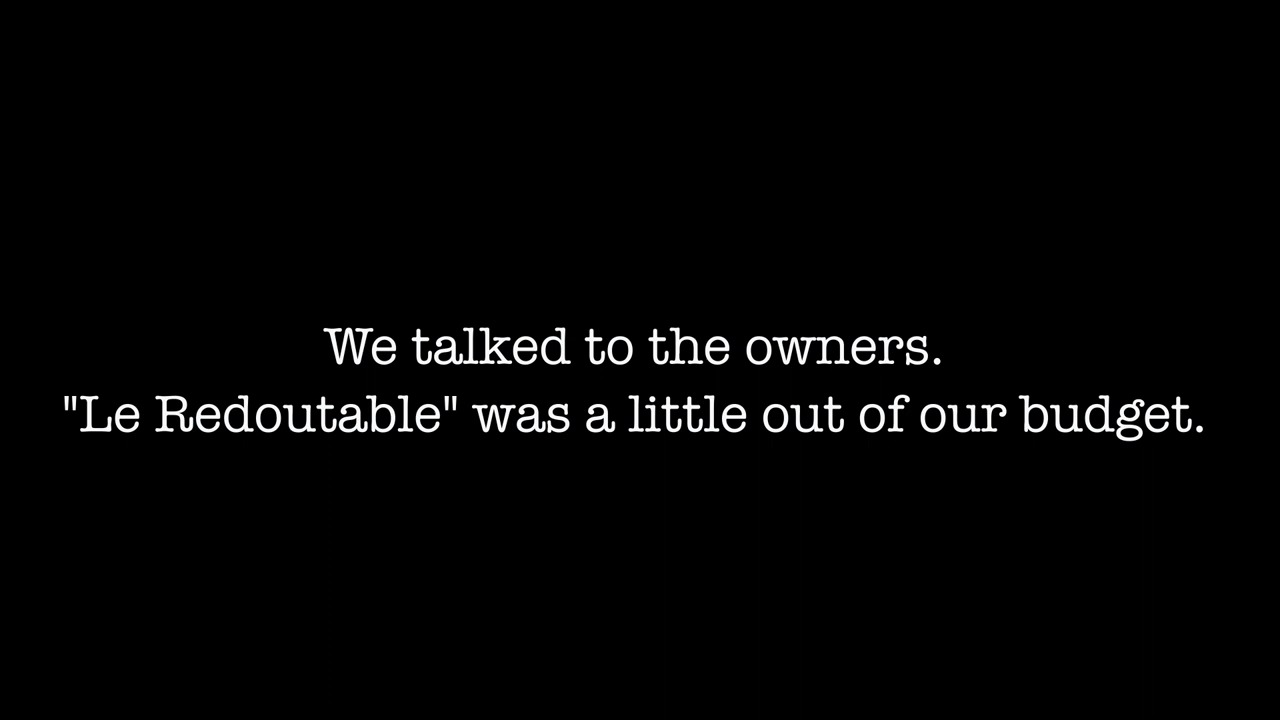 We talked to the owners.
"Le Redoutable" was a little out of our budget.